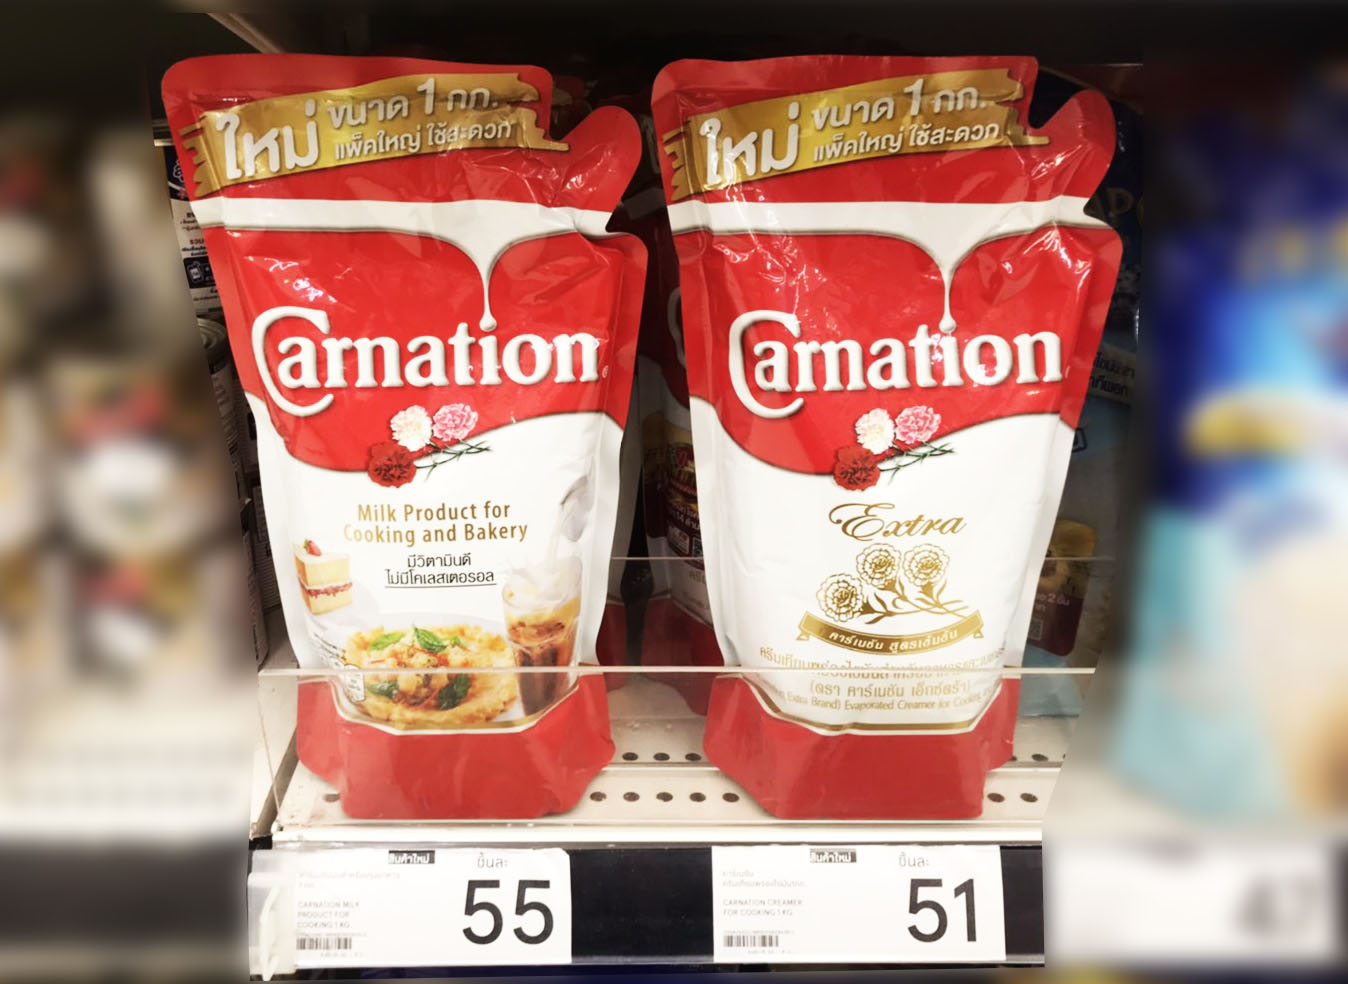 ใหม่ ขนาด 1 กก.
แพ็คใหญ่ ใช้สะดวก
Carnation
Milk Product for
Cooking and Bakery
มีวิตามินดี
ไม่มีโคเลสเตอรอล
ใหม่ ขนาด 1 กก.
แพ็คใหญ่ ใช้สะดวก
Carnation
Extra
คาร์เนชัน สูตรเข้มข้น
(ตรา คาร์เนชัน เอ็กซ์ตร้า)
Extra Brand) Evaporated Creamer for
สินค้าใหม่ ชิ้นละ
55
CARNATION MILK
PRODUCT FOR
COOKING 1 KG.
สินค้าใหม่ ชิ้นละ
51
CARNATION CREAMER
FOR COOKING 1 KG.